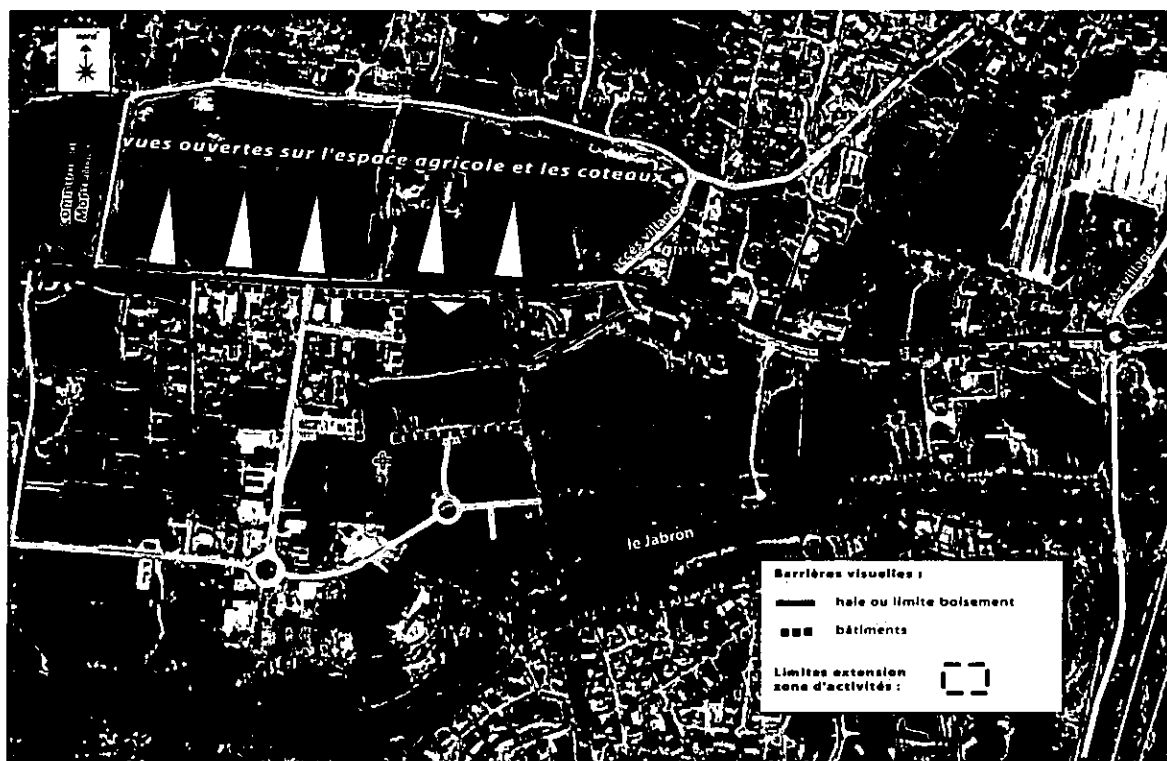 nord
vues ouvertes sur l'espace agricole et les coteaux
accès village
accès village
le Jabron
Barrières visuelles :
haie ou limite boisement
bâtiments
Limites extension
zone d'activités :